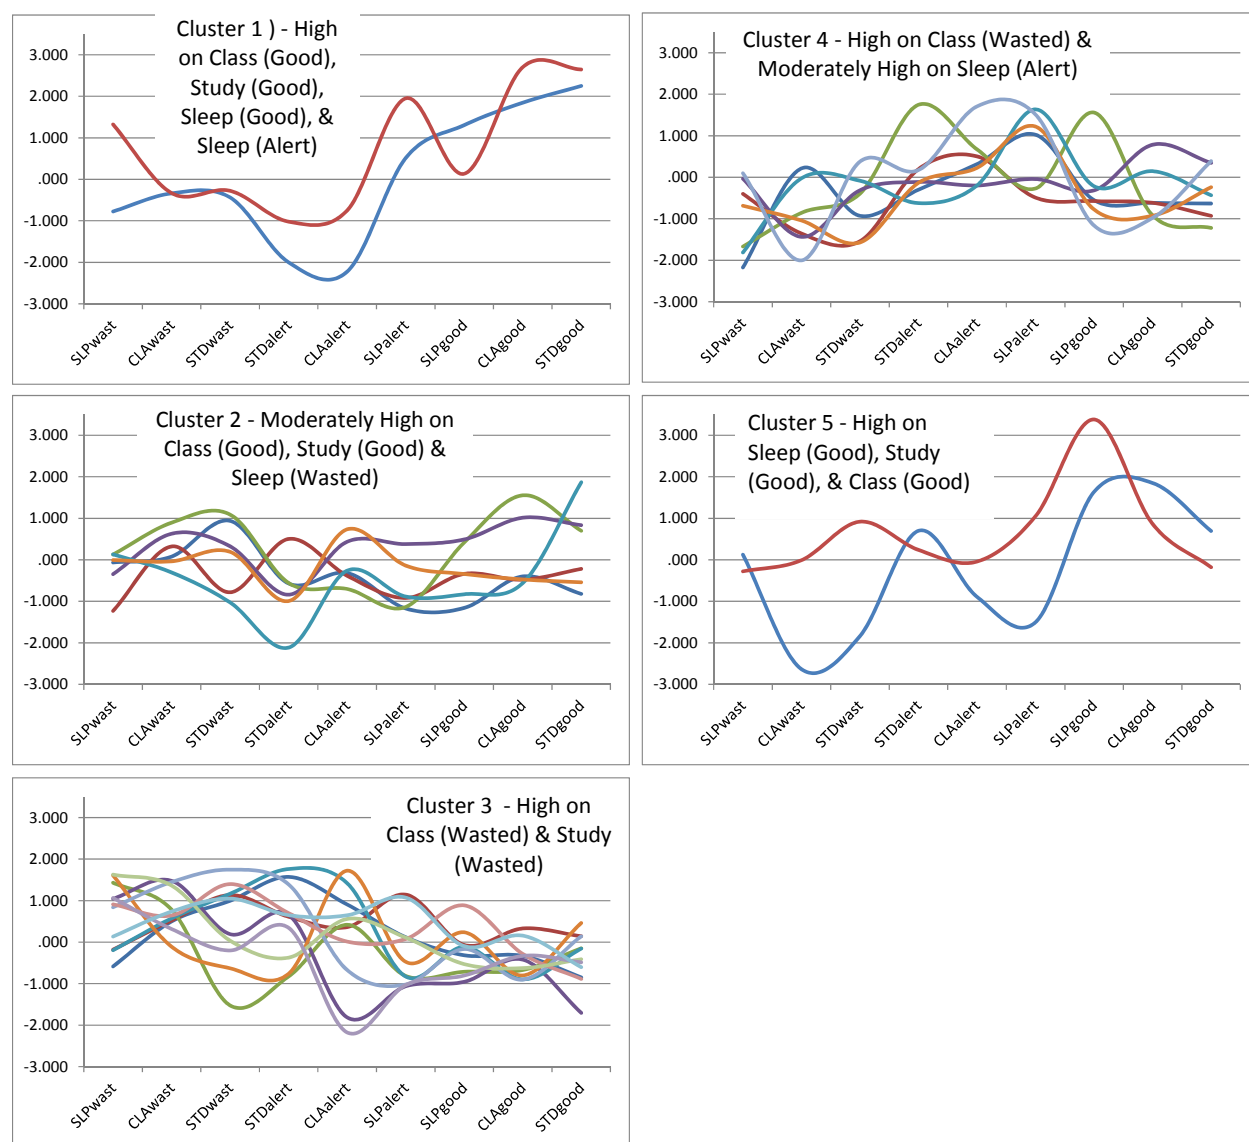 Cluster 1 ) - High
on Class (Good),
Study (Good),
Sleep (Good), &
Sleep (Alert)
3.000
2.000
1.000
.000
-1.000
-2.000
-3.000
SLPwast
CLAwast
STDwast
STDalert
CLAalert
SLPalert
SLPgood
CLAgood
STDgood
Cluster 4 - High on Class (Wasted) &
Moderately High on Sleep (Alert)
3.000
2.000
1.000
.000
-1.000
-2.000
-3.000
SLPwast
CLAwast
STDwast
STDalert
CLAalert
SLPalert
SLPgood
CLAgood
STDgood
Cluster 2 - Moderately High on
Class (Good), Study (Good) &
Sleep (Wasted)
3.000
2.000
1.000
.000
-1.000
-2.000
-3.000
SLPwast
CLAwast
STDwast
STDalert
CLAalert
SLPalert
SLPgood
CLAgood
STDgood
Cluster 5 - High on
Sleep (Good), Study
(Good), & Class (Good)
3.000
2.000
1.000
.000
-1.000
-2.000
-3.000
SLPwast
CLAwast
STDwast
STDalert
CLAalert
SLPalert
SLPgood
CLAgood
STDgood
Cluster 3 - High on
Class (Wasted) & Study
(Wasted)
3.000
2.000
1.000
.000
-1.000
-2.000
-3.000
SLPwast
CLAwast
STDwast
STDalert
CLAalert
SLPalert
SLPgood
CLAgood
STDgood